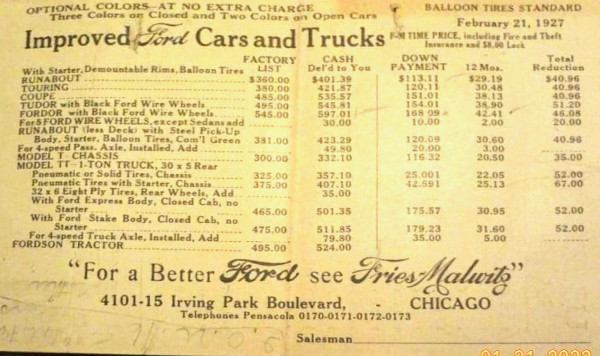 OPTIONAL COLORS—AT NO EXTRA CHARGE BALLOON TIRES STANDARD
Three Colors on Closed and Two Colors on Open Cars February 21, 1927
Improved Ford Cars and Trucks F-M TIME PRICE, including Fire and Theft
Insurance and $8.00 Lock
FACTORY CASH DOWN Total
With Starter, Demountable Rims, Balloon Tires LIST Del'd to You PAYMENT 12 Mos. Reduction
RUNABOUT $360.00 $401.39 $113.11 $29.19 $40.96
TOURING 380.00 421.87 120.11 30.48 40.96
COUPE 485.00 535.57 151.01 38.13 40.96
TUDOR with Black Ford Wire Wheels 495.00 545.81 154.01 38.90 51.20
FORDOR with Black Ford Wire Wheels 545.00 597.01 168.09 42.41 46.08
For 5 FORD WIRE WHEELS, except Sedans add 30.00 10.00 2.00 20.00
RUNABOUT (less Deck) with Steel Pick-Up
Body, Starter, Balloon Tires, Com'l Green 381.00 423.29 120.09 30.60 40.96
For 4-speed Pass. Axle, Installed, Add 49.80 20.00 3.00
MODEL T - CHASSIS 300.00 332.10 116.32 20.50 35.00
MODEL TT-1-TON TRUCK, 30 x 5 Rear
Pneumatic or Solid Tires, Chassis 325.00 357.10 25.001 22.05 52.00
Pneumatic Tires with Starter, Chassis 375.00 407.10 42.691 25.13 67.00
32 x 6 Eight Ply Tires, Rear Wheels, Add 35.00
With Ford Express Body, Closed Cab, no
Starter 465.00 501.35 175.57 30.95 52.00
With Ford Stake Body, Closed Cab, no
Starter 475.00 511.85 179.23 31.60 52.00
For 4-speed Truck Axle, Installed, Add 79.80 35.00 5.00
FORDSON TRACTOR 495.00 524.00
"For a Better Ford see Fries-Malwitz"
4101-15 Irving Park Boulevard, - CHICAGO
Telephones Pensacola 0170-0171-0172-0173
Salesman